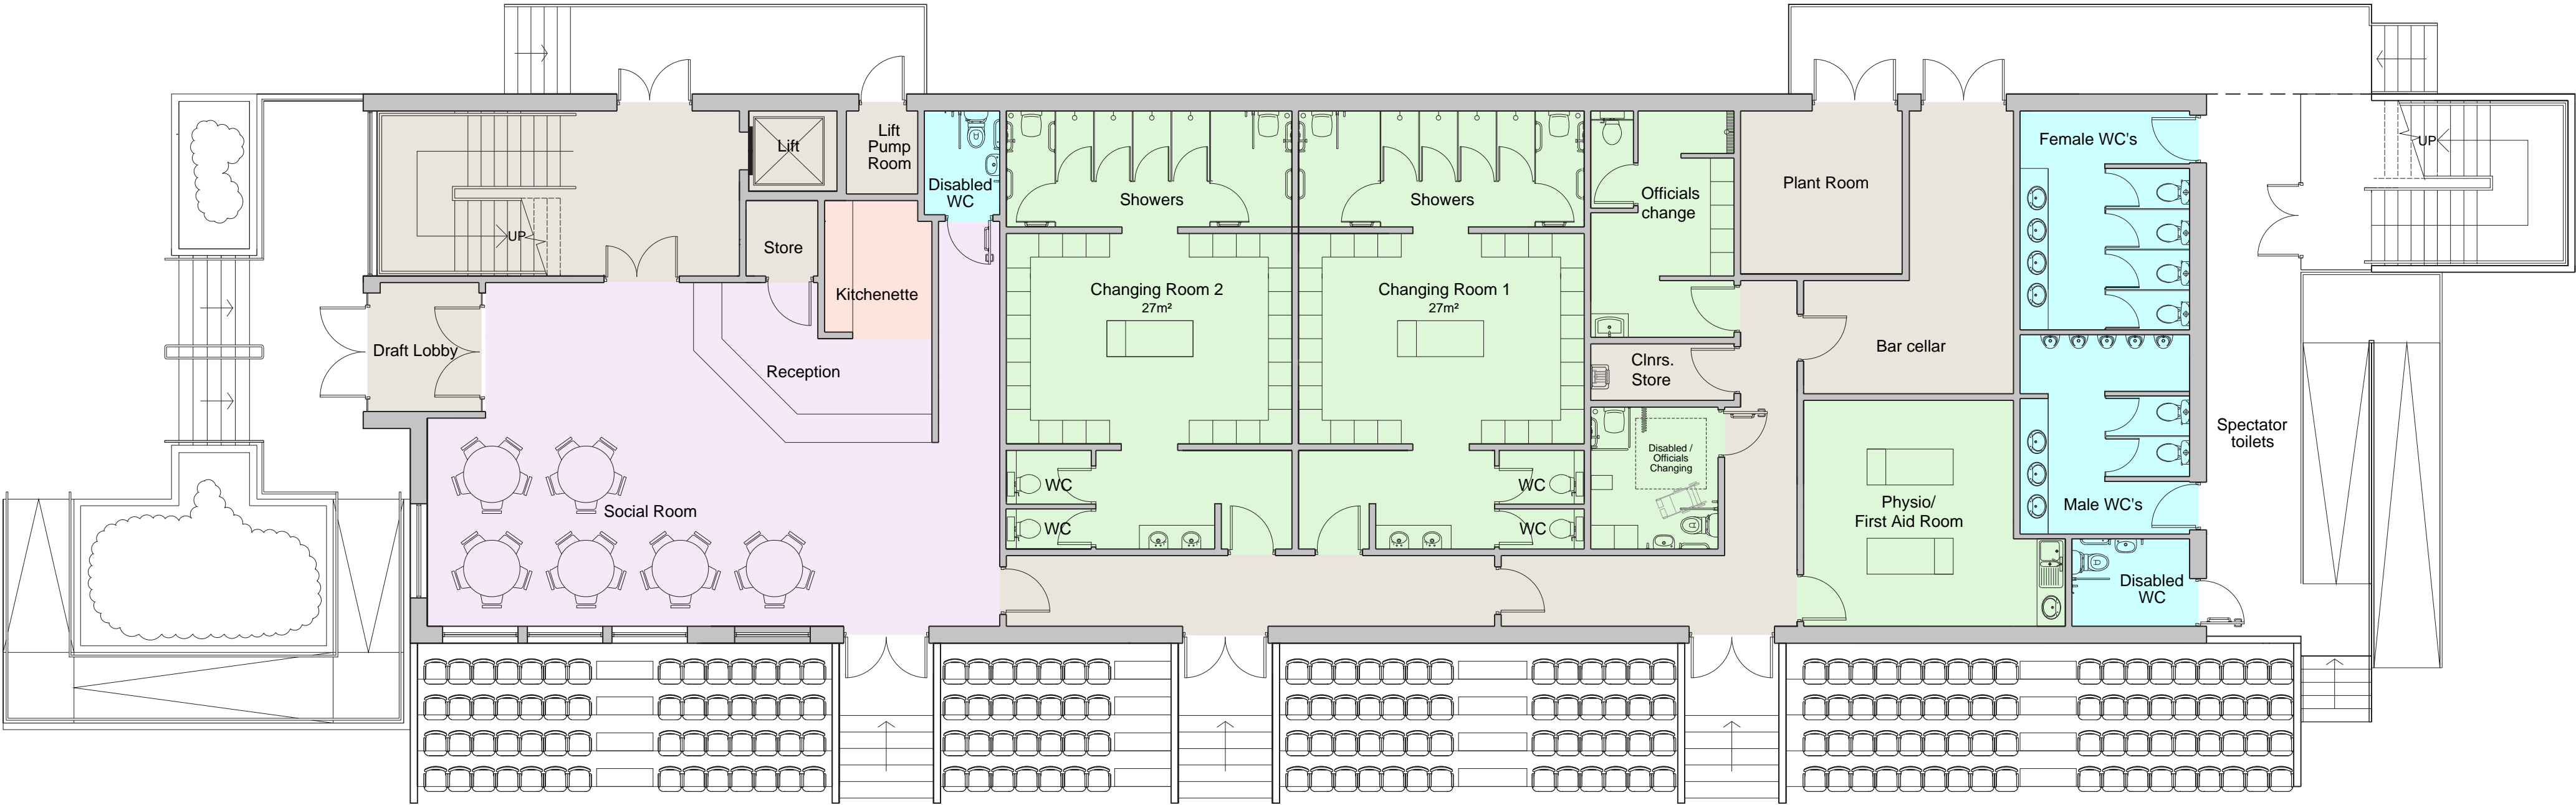 Lift
Lift
Pump
Room
Disabled
WC
Showers
Showers
Officials
change
Plant Room
Female WC's
UP
UP
Store
Kitchenette
Changing Room 2
27m²
Changing Room 1
27m²
Draft Lobby
Reception
Clnrs.
Store
Bar cellar
Disabled /
Officials
Changing
Spectator
toilets
WC
WC
WC
WC
Social Room
Physio/
First Aid Room
Male WC's
Disabled
WC